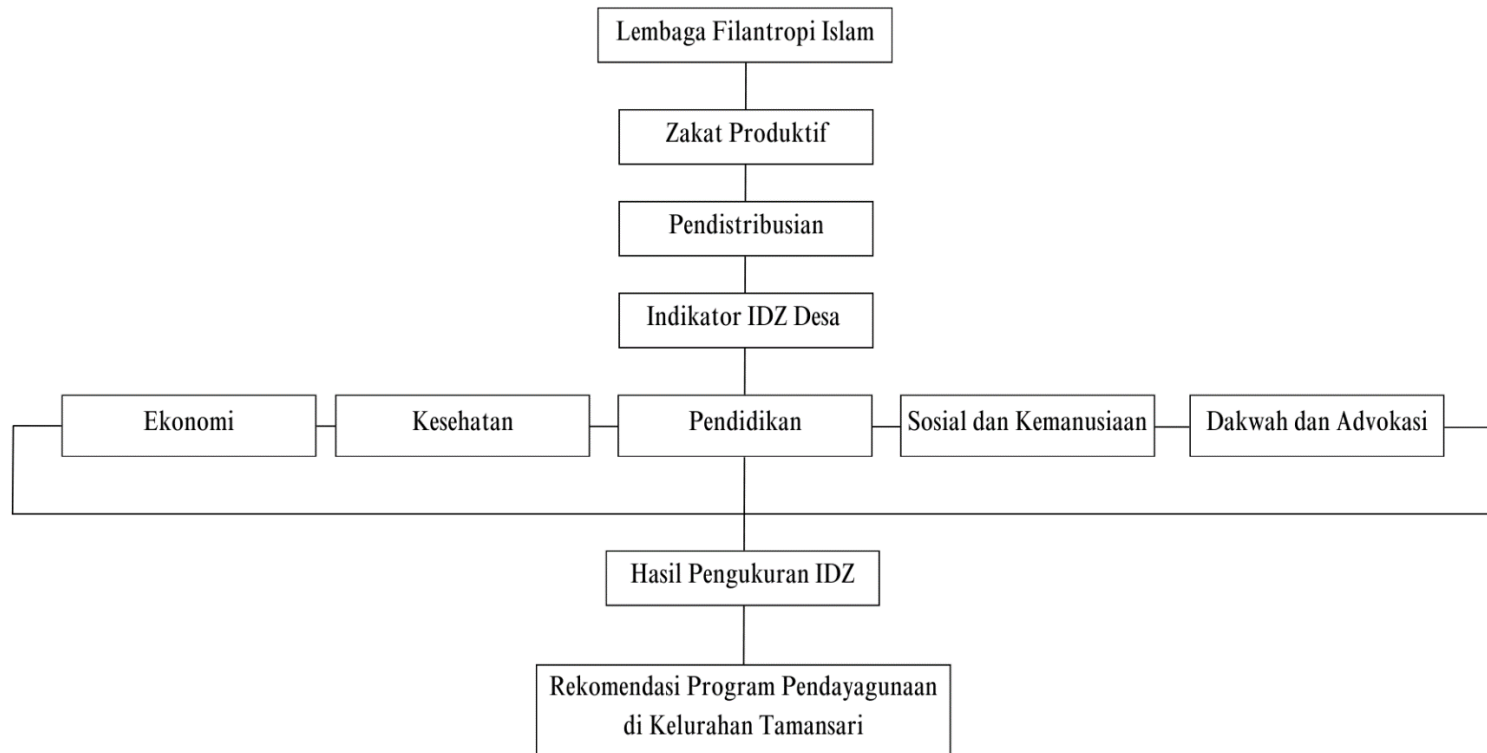 Lembaga Filantropi Islam
Zakat Produktif
Pendistribusian
Indikator IDZ Desa
Ekonomi
Kesehatan
Pendidikan
Sosial dan Kemanusiaan
Dakwah dan Advokasi
Hasil Pengukuran IDZ
Rekomendasi Program Pendayagunaan
di Kelurahan Tamansari